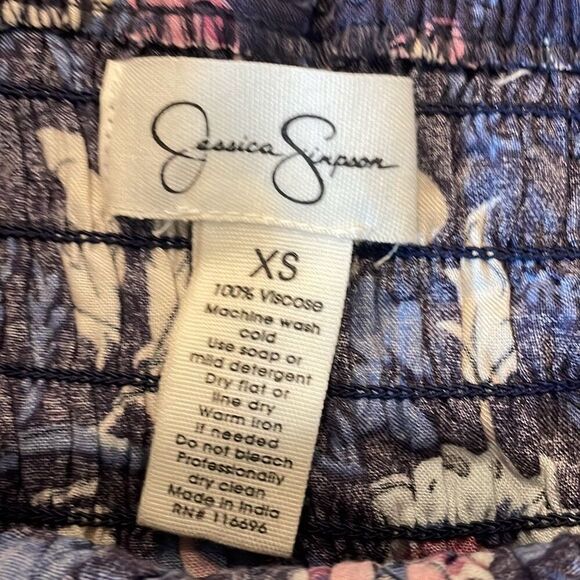 Jessica Simpson
XS
100% Viscose
Machine wash
cold
Use soap or
mild detergent
Dry flat or
line dry
Warm iron
if needed
Do not bleach
Professionally
dry clean
Made in India
RN# 116696